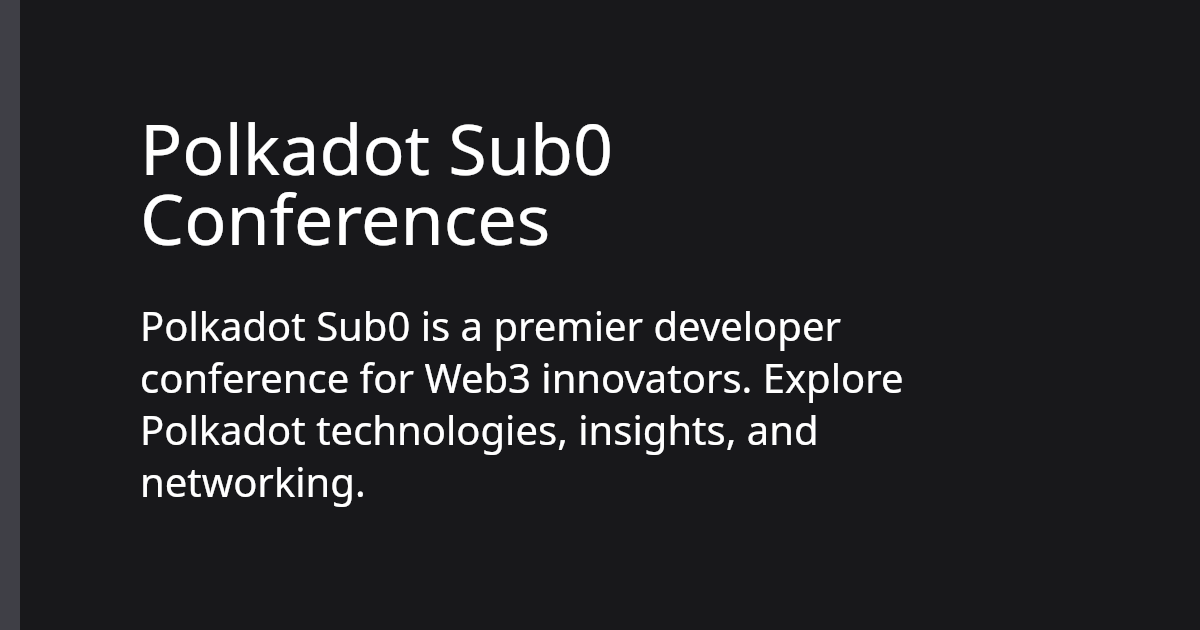 Polkadot Sub0
Conferences
Polkadot Sub0 is a premier developer
conference for Web3 innovators. Explore
Polkadot technologies, insights, and
networking.